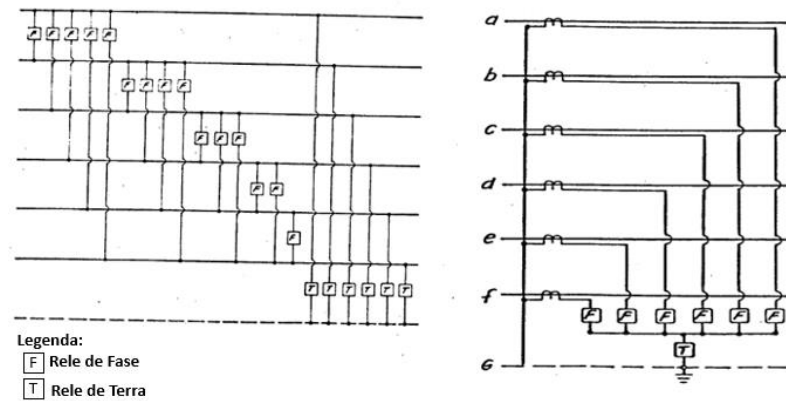 F F F F F
F F F F
F F F
F F
F
T T T T T T
Legenda:
F Rele de Fase
T Rele de Terra
a
b
c
d
e
f
F F F F F F
T
G